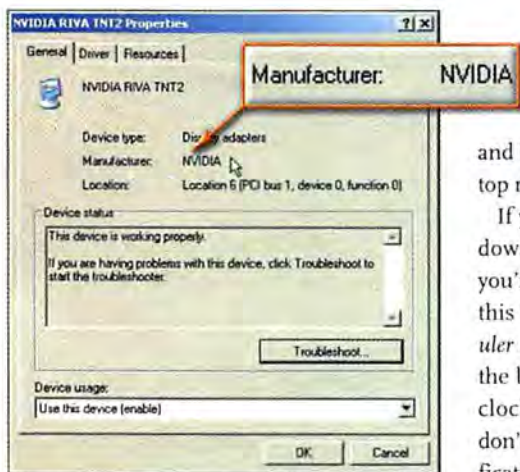 NVIDIA RIVA TNT2 Properties
General Driver Resources
NVIDIA RIVA TNT2
Manufacturer: NVIDIA
Device type: Display adapters
Manufacturer: NVIDIA
Location: Location 6 (PCI bus 1, device 0, function 0)
Device status
This device is working properly.
If you are having problems with this device, click Troubleshoot to
start the troubleshooter.
Troubleshoot...
Device usage:
Use this device (enable)
OK Cancel
and
top
If
dow
you'
this
uler
the
cloc
don'